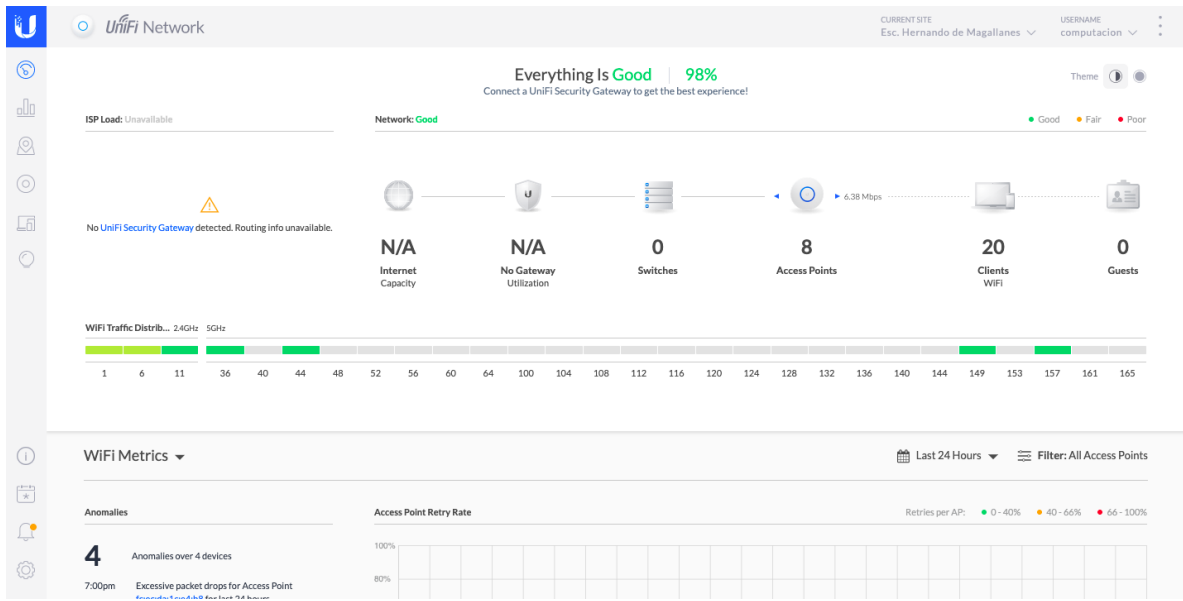 UniFi Network
CURRENT SITE
Esc. Hernando de Magallanes
USERNAME
computacion
Everything Is Good | 98%
Connect a UniFi Security Gateway to get the best experience!
Theme
ISP Load: Unavailable
Network: Good
Good Fair Poor
No UniFi Security Gateway detected. Routing info unavailable.
6.38 Mbps
N/A
Internet
Capacity
N/A
No Gateway
Utilization
0
Switches
8
Access Points
20
Clients
WiFi
0
Guests
WiFi Traffic Distrib... 2.4GHz 5GHz
1 6 11 36 40 44 48 52 56 60 64 100 104 108 112 116 120 124 128 132 136 140 144 149 153 157 161 165
WiFi Metrics
Last 24 Hours
Filter: All Access Points
Anomalies
4
Anomalies over 4 devices
7:00pm Excessive packet drops for Access Point
for last 24 hours
Access Point Retry Rate
Retries per AP: 0 - 40% 40 - 66% 66 - 100%
100%
80%